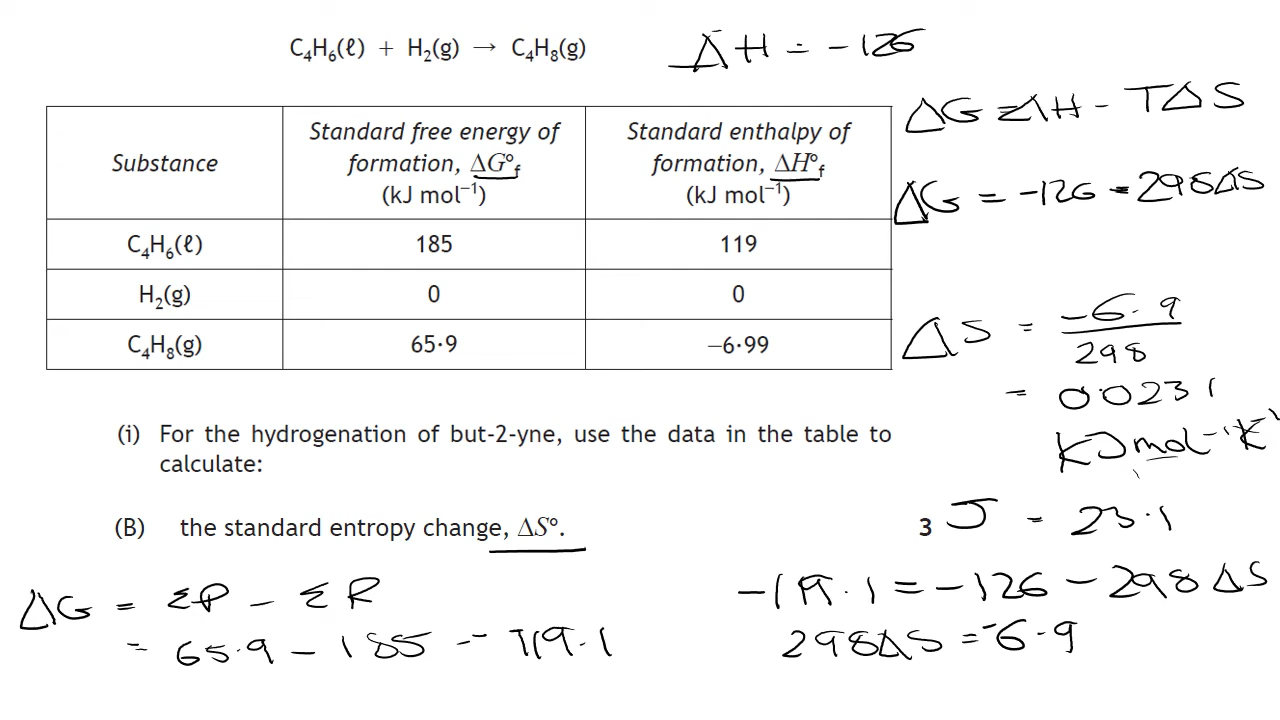 C₄H₆(ℓ) + H₂(g) → C₄H₈(g)
ΔH = -126
ΔG = ΔH - TΔS
ΔG = -126 - 298ΔS
Substance
Standard free energy of formation, ΔG°f (kJ mol⁻¹)
Standard enthalpy of formation, ΔH°f (kJ mol⁻¹)
C₄H₆(ℓ) 185 119
H₂(g) 0 0
C₄H₈(g) 65·9 −6·99
ΔS = -6.9
298
= 0.0231
KJ mol⁻¹ K⁻¹
(i) For the hydrogenation of but-2-yne, use the data in the table to
calculate:
(B) the standard entropy change, ΔS°. 3
J = 23.1
ΔG = ΣP - ΣR
= 65.9 - 185 = -119.1
-119.1 = -126 - 298ΔS
298ΔS = -6.9